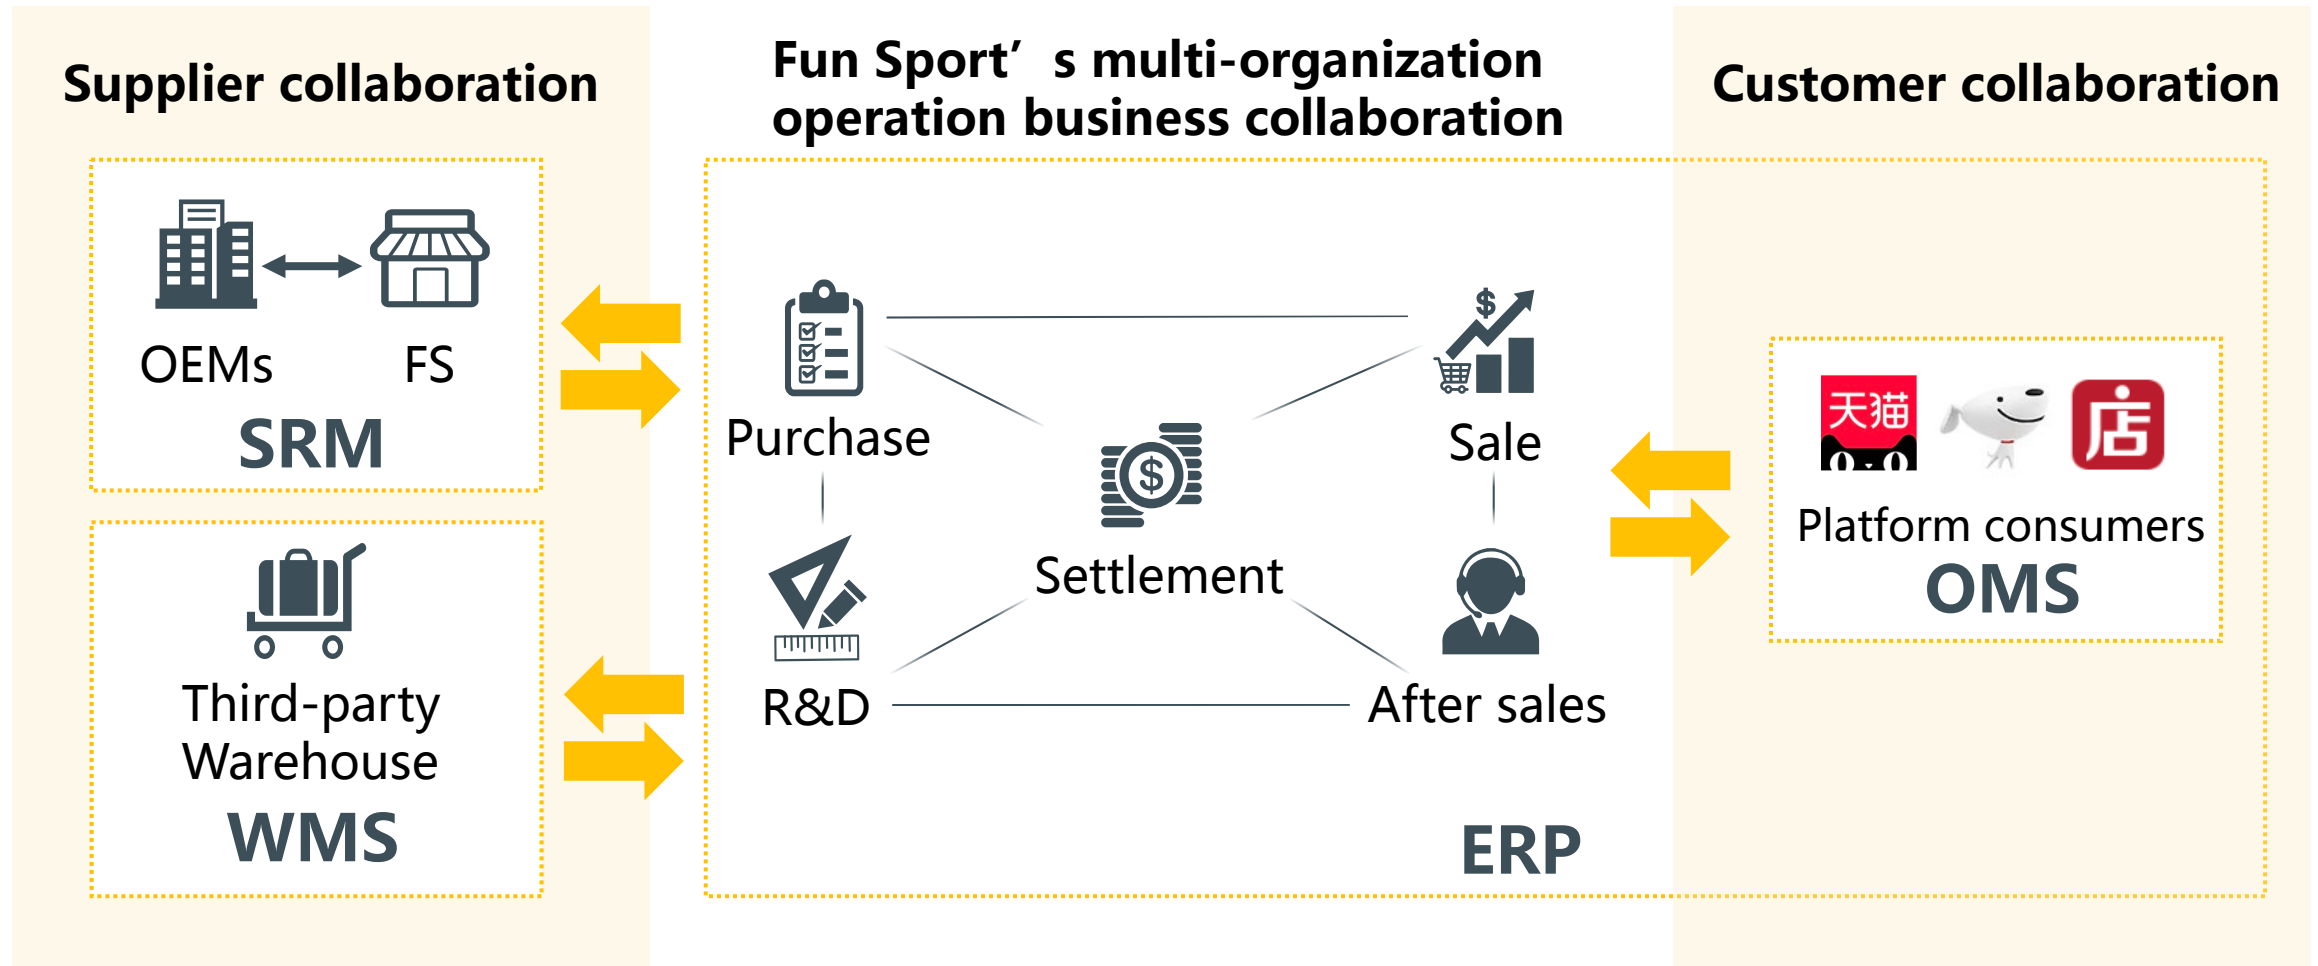 Supplier collaboration
Fun Sport’s multi-organization
operation business collaboration
Customer collaboration
OEMs
FS
SRM
Third-party
Warehouse
WMS
Purchase
$
Sale
$
Settlement
R&D
After sales
ERP
天猫
店
Platform consumers
OMS